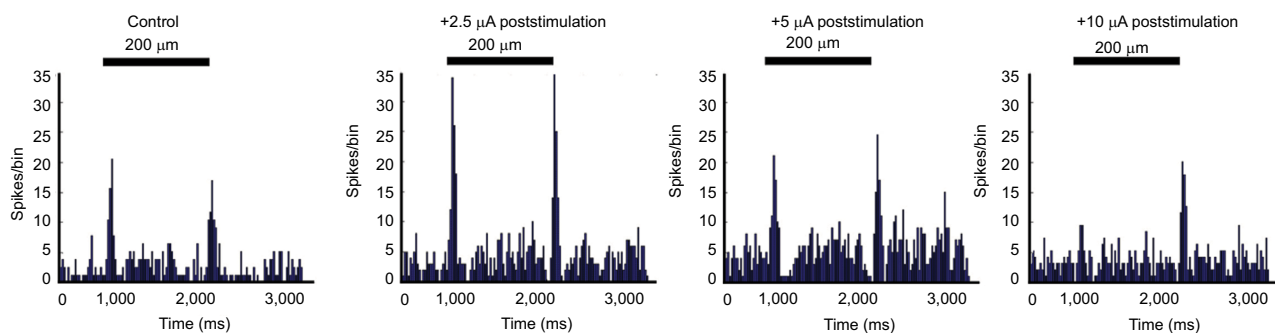 Control
200 μm
35
30
25
20
15
10
5
0
Spikes/bin
0 1,000 2,000 3,000
Time (ms)
+2.5 μA poststimulation
200 μm
35
30
25
20
15
10
5
0
Spikes/bin
0 1,000 2,000 3,000
Time (ms)
+5 μA poststimulation
200 μm
35
30
25
20
15
10
5
0
Spikes/bin
0 1,000 2,000 3,000
Time (ms)
+10 μA poststimulation
200 μm
35
30
25
20
15
10
5
0
Spikes/bin
0 1,000 2,000 3,000
Time (ms)